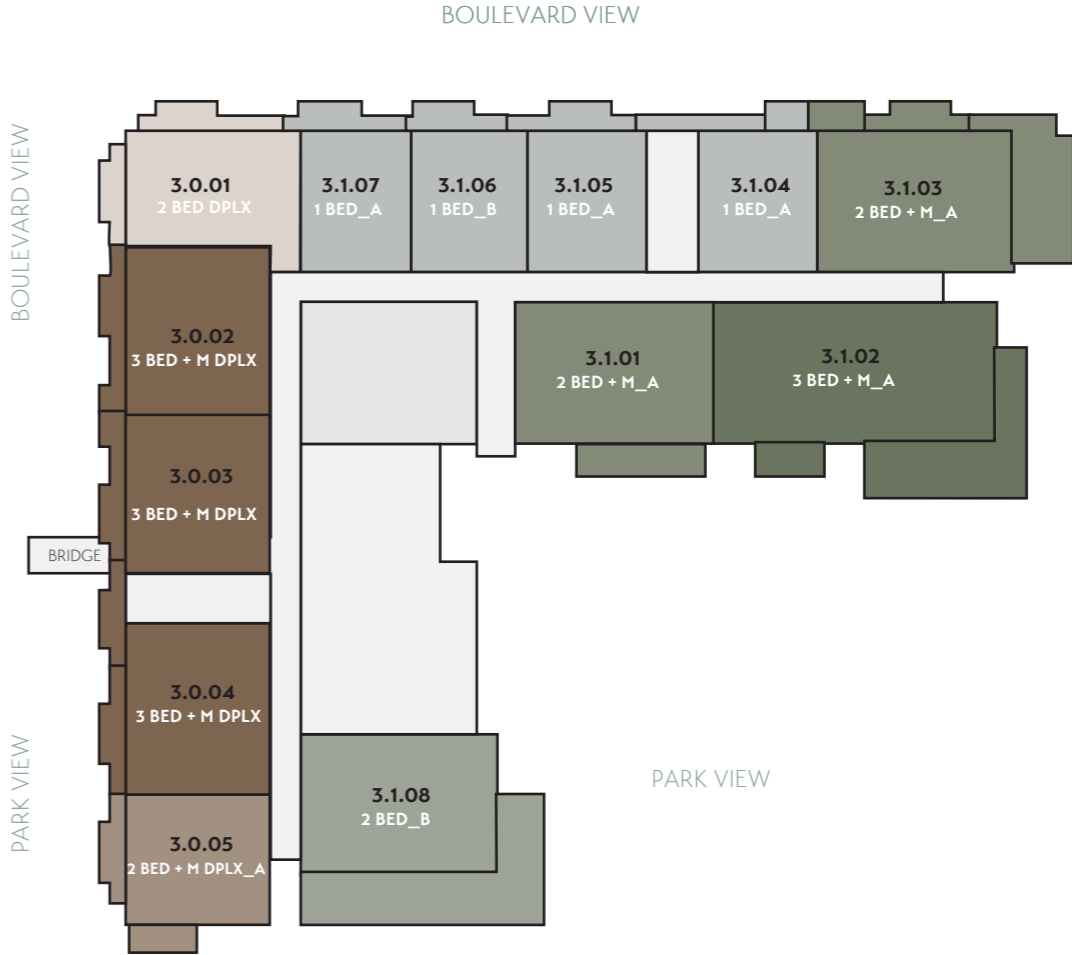 BOULEVARD VIEW
BOULEVARD VIEW
3.0.01
2 BED DPLX
3.1.07
1 BED_A
3.1.06
1 BED_B
3.1.05
1 BED_A
3.1.04
1 BED_A
3.1.03
2 BED + M_A
3.0.02
3 BED + M DPLX
3.1.01
2 BED + M_A
3.1.02
3 BED + M_A
3.0.03
3 BED + M DPLX
BRIDGE
3.0.04
3 BED + M DPLX
PARK VIEW
3.1.08
2 BED_B
PARK VIEW
3.0.05
2 BED + M DPLX_A